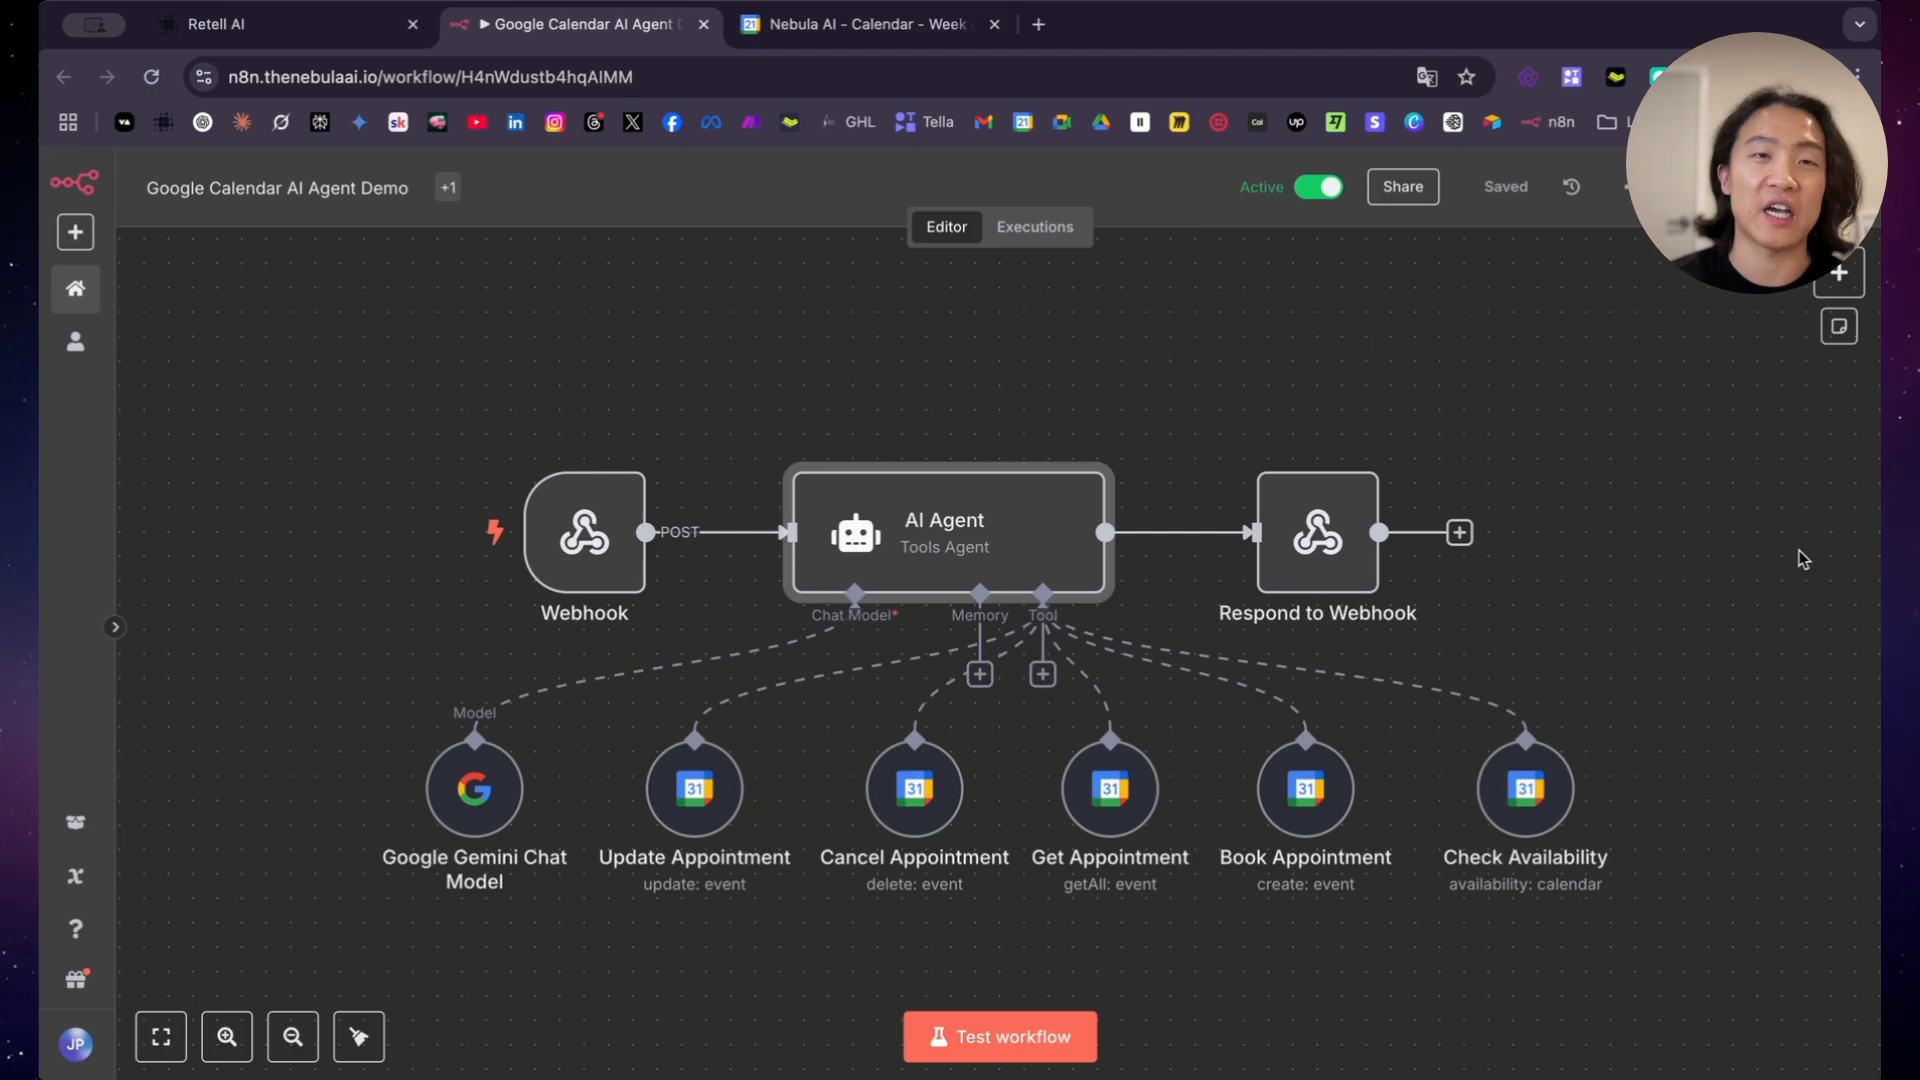 Retell AI
Google Calendar AI Agent
Nebula AI - Calendar - Week
n8n.thenebulaai.io/workflow/H4nWdustb4hqAIMM
GHL
Tella
n8n
Google Calendar AI Agent Demo
+1
Active
Share
Saved
Editor
Executions
POST
AI Agent
Tools Agent
Webhook
Chat Model*
Memory
Tool
Respond to Webhook
Model
Google Gemini Chat
Model
Update Appointment
update: event
Cancel Appointment
delete: event
Get Appointment
getAll: event
Book Appointment
create: event
Check Availability
availability: calendar
JP
Test workflow